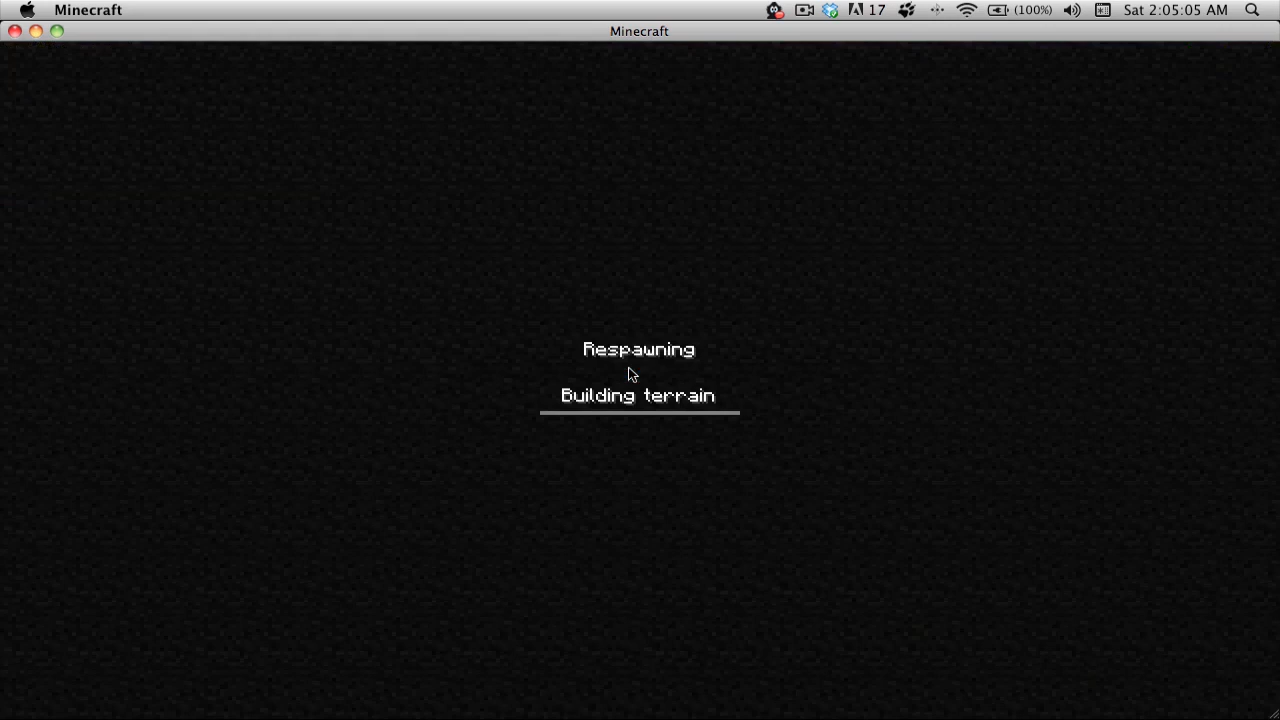 Minecraft
17
(100%)
Sat 2:05:05 AM
Minecraft
Respawning
Building terrain